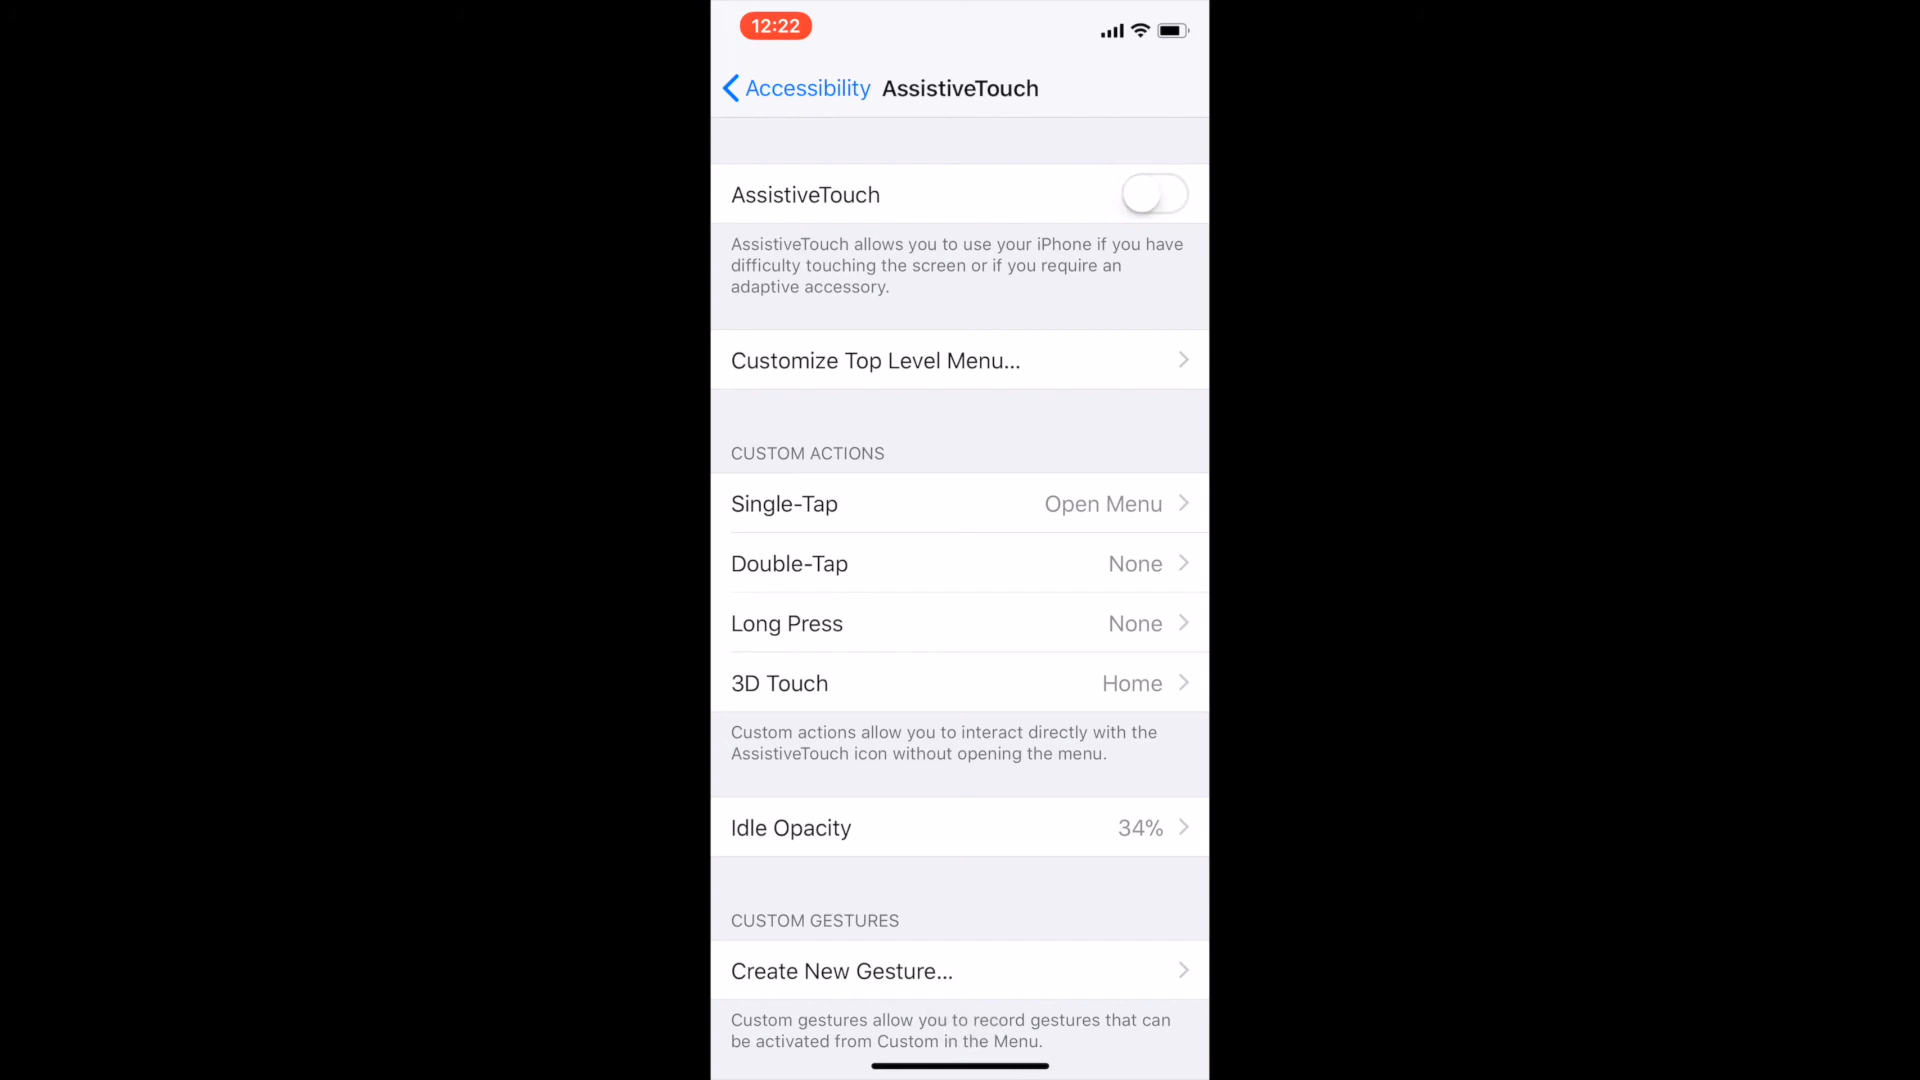 12:22
Accessibility AssistiveTouch
AssistiveTouch
AssistiveTouch allows you to use your iPhone if you have
difficulty touching the screen or if you require an
adaptive accessory.
Customize Top Level Menu...
CUSTOM ACTIONS
Single-Tap Open Menu
Double-Tap None
Long Press None
3D Touch Home
Custom actions allow you to interact directly with the
AssistiveTouch icon without opening the menu.
Idle Opacity 34%
CUSTOM GESTURES
Create New Gesture...
Custom gestures allow you to record gestures that can
be activated from Custom in the Menu.